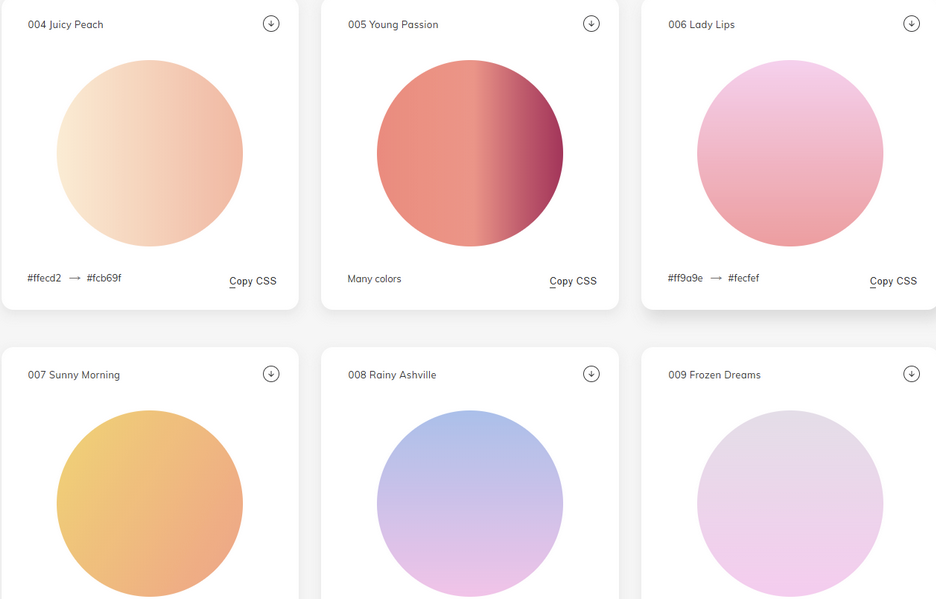 004 Juicy Peach
005 Young Passion
006 Lady Lips
#ffecd2 → #fcb69f
Copy CSS
Many colors
Copy CSS
#ff9a9e → #fecfef
Copy CSS
007 Sunny Morning
008 Rainy Ashville
009 Frozen Dreams